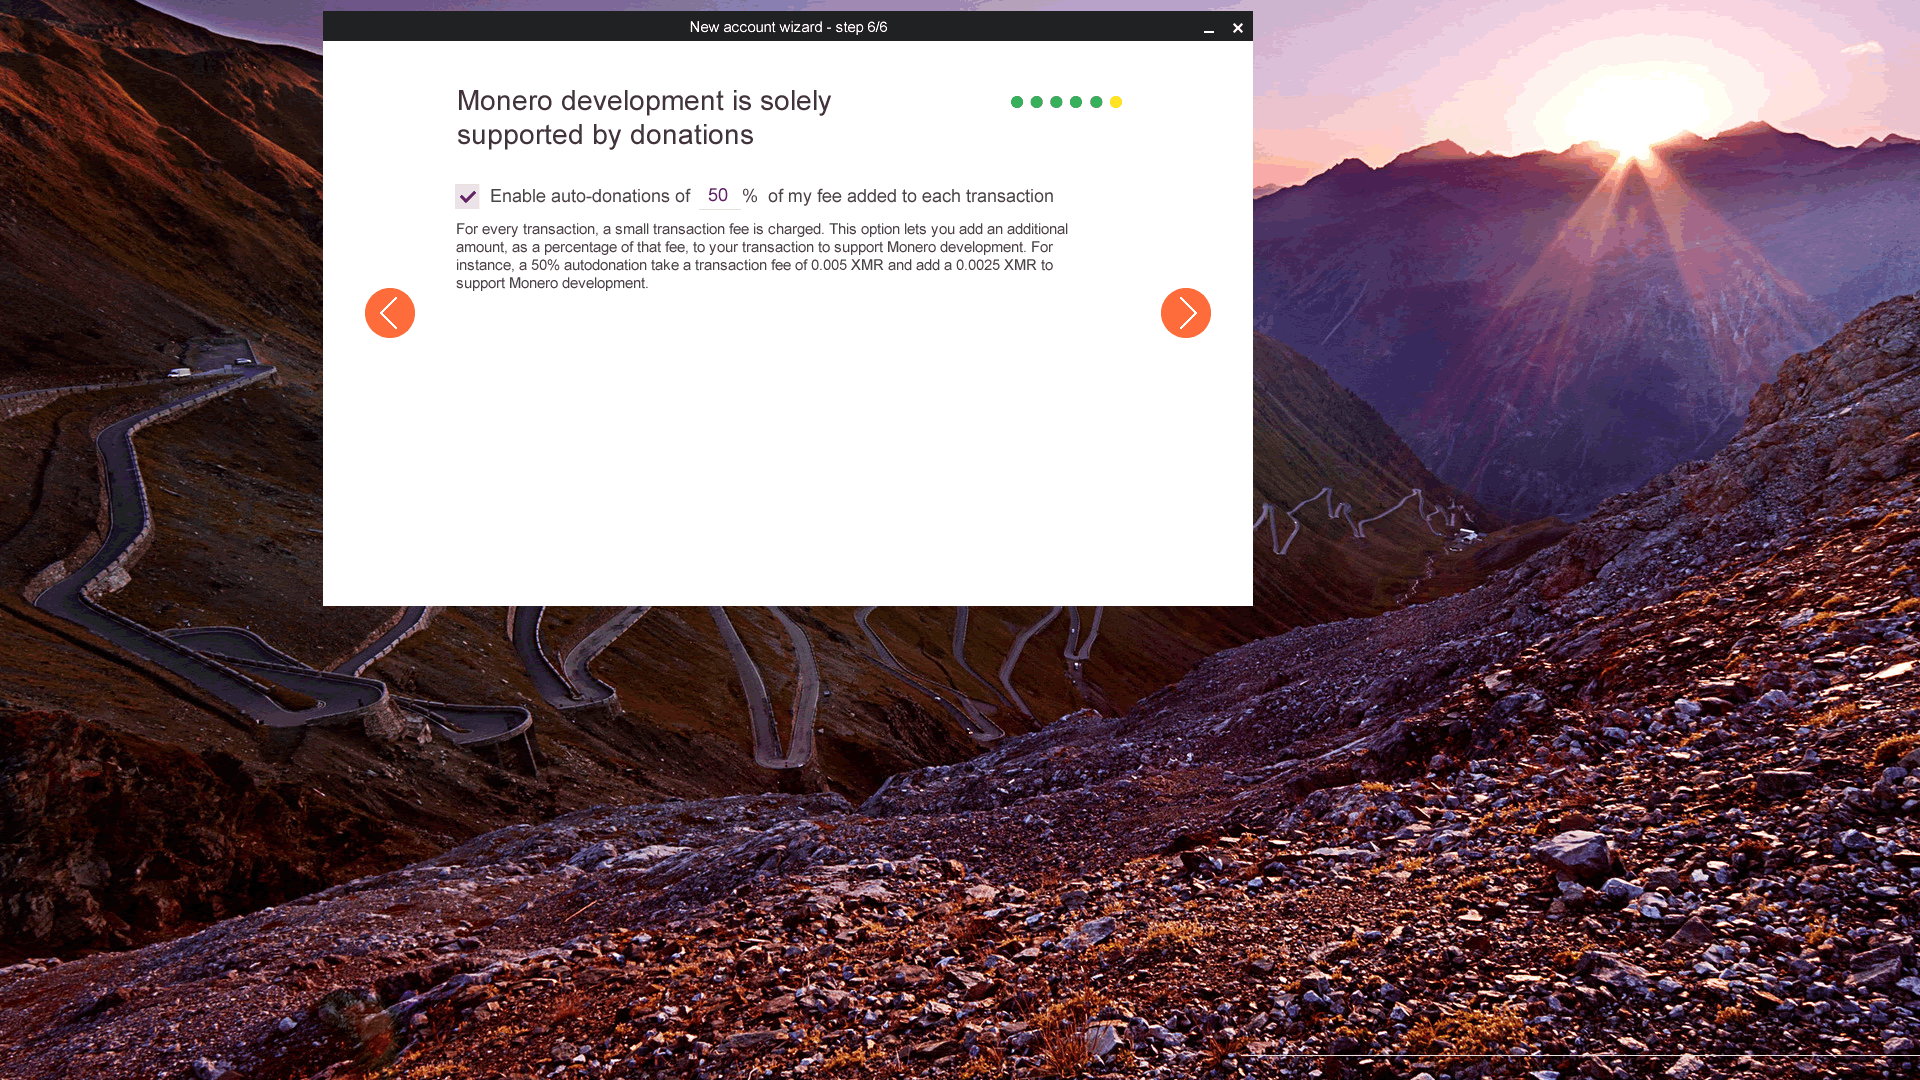 New account wizard - step 6/6
Monero development is solely
supported by donations
Enable auto-donations of 50 % of my fee added to each transaction
For every transaction, a small transaction fee is charged. This option lets you add an additional
amount, as a percentage of that fee, to your transaction to support Monero development. For
instance, a 50% autodonation take a transaction fee of 0.005 XMR and add a 0.0025 XMR to
support Monero development.